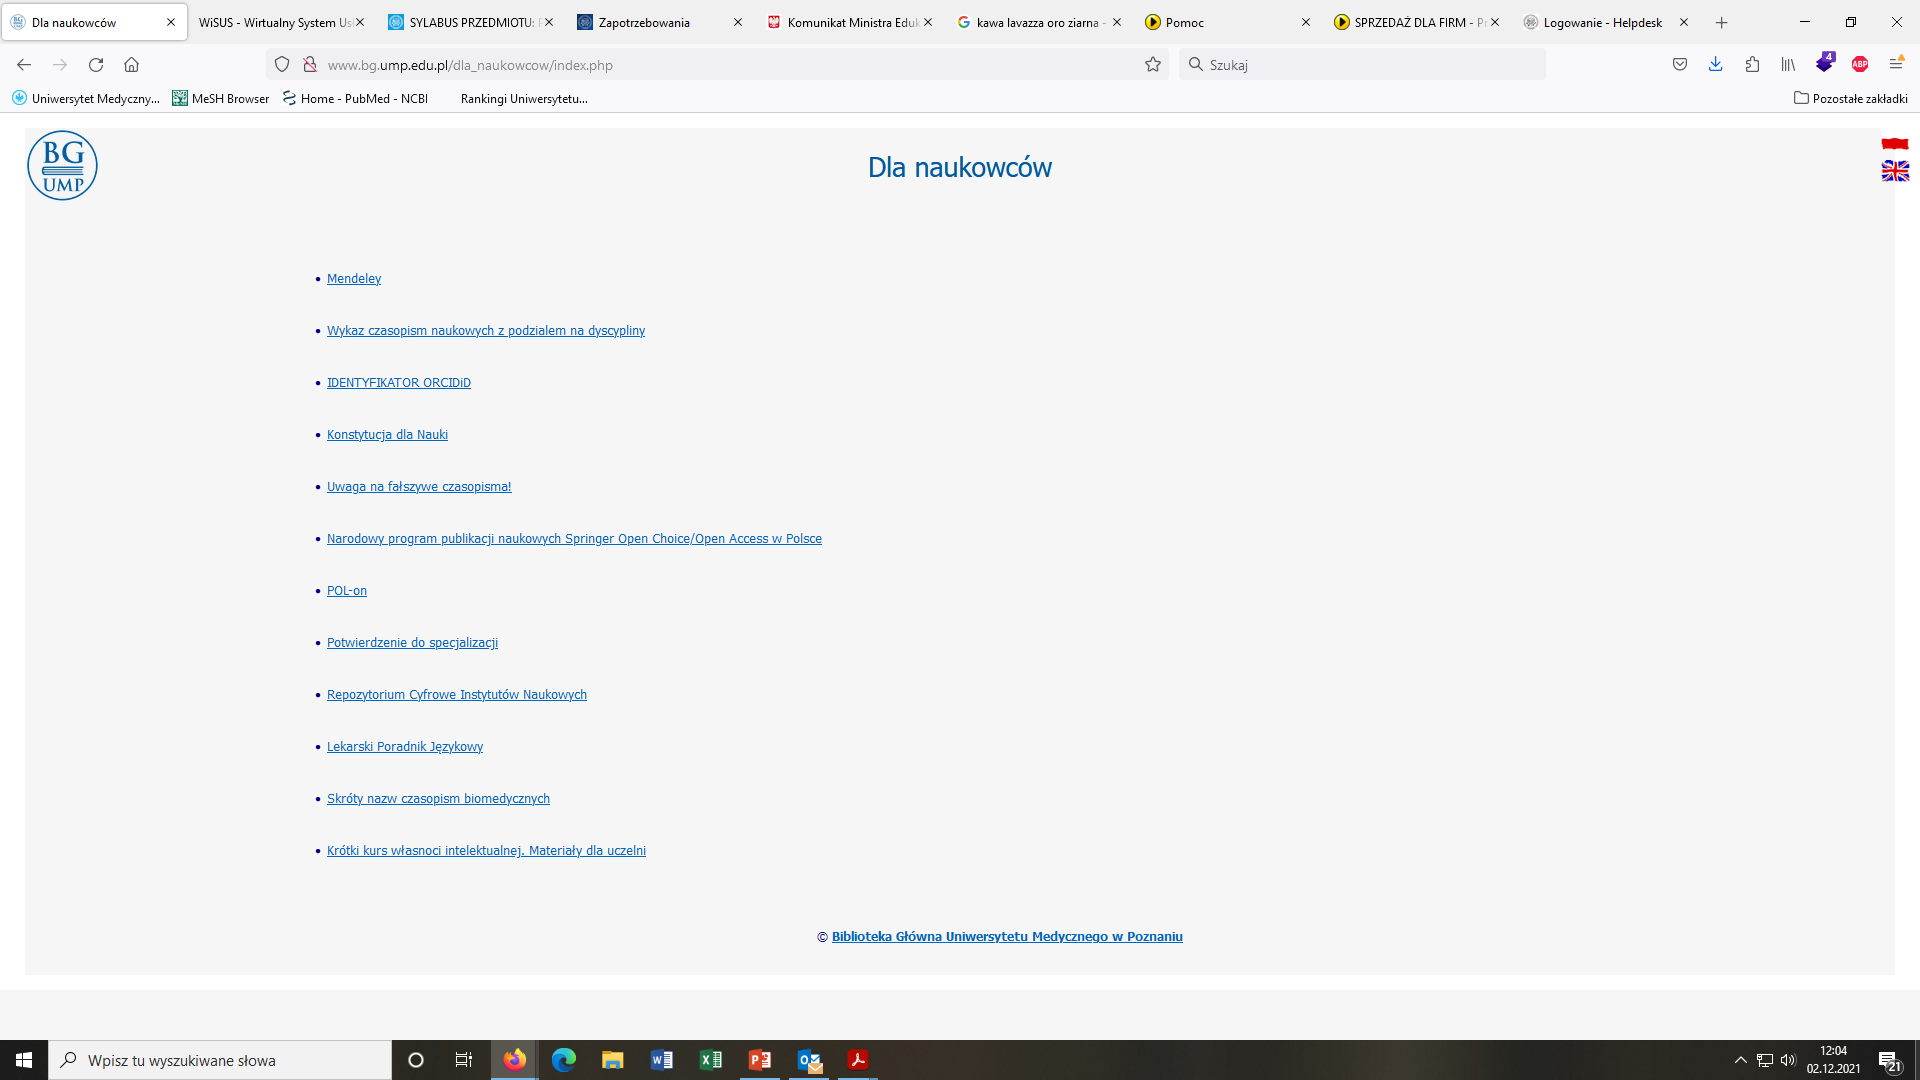 Dla naukowców
WiSUS - Wirtualny System Us
SYLABUS PRZEDMIOTU:
Zapotrzebowania
Komunikat Ministra Eduk
kawa lavazza oro ziarna -
Pomoc
SPRZEDAŻ DLA FIRM - Pr
Logowanie - Helpdesk
www.bg.ump.edu.pl/dla_naukowcow/index.php
Szukaj
4
ABP
Uniwersytet Medyczny...
MeSH Browser
Home - PubMed - NCBI
Rankingi Uniwersytetu...
Pozostałe zakładki
BG
UMP
Dla naukowców
• Mendeley
• Wykaz czasopism naukowych z podzialem na dyscypliny
• IDENTYFIKATOR ORCIDiD
• Konstytucja dla Nauki
• Uwaga na fałszywe czasopisma!
• Narodowy program publikacji naukowych Springer Open Choice/Open Access w Polsce
• POL-on
• Potwierdzenie do specjalizacji
• Repozytorium Cyfrowe Instytutów Naukowych
• Lekarski Poradnik Językowy
• Skróty nazw czasopism biomedycznych
• Krótki kurs własnoci intelektualnej. Materiały dla uczelni
© Biblioteka Główna Uniwersytetu Medycznego w Poznaniu
Wpisz tu wyszukiwane słowa
12:04
02.12.2021
21